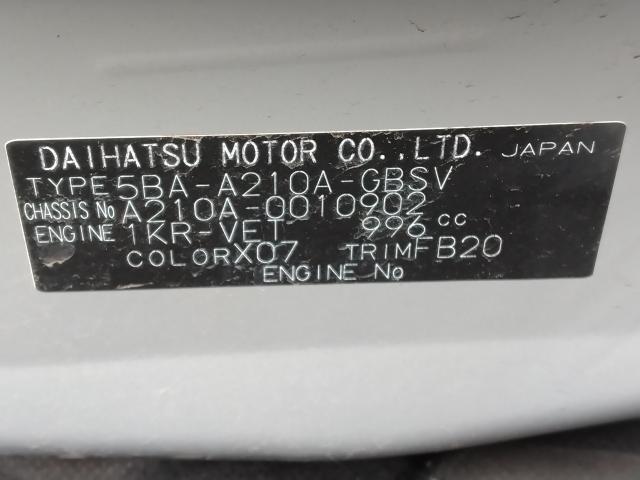 DAIHATSU MOTOR CO.,LTD. JAPAN
TYPE 5BA-A210A-GBSV
CHASSIS No A210A-0010902
ENGINE 1KR-VET 996 cc
COLOR X07 TRIM FB20
ENGINE No